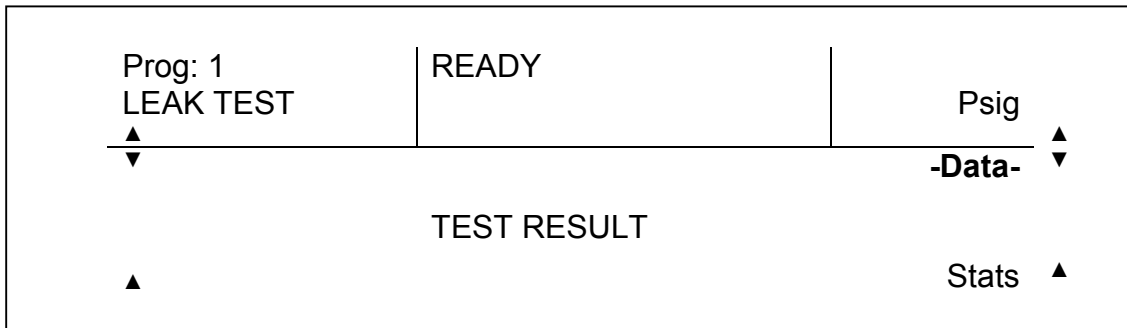 Prog: 1
READY
LEAK TEST
Psig
-Data-
TEST RESULT
Stats